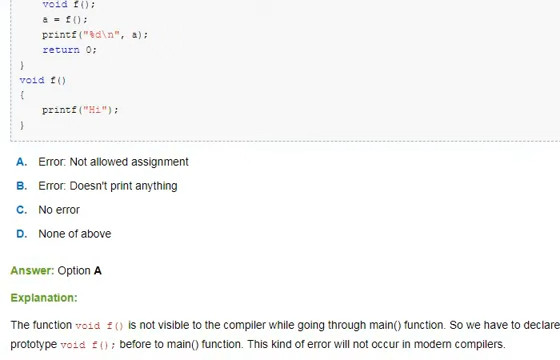 void f();
a = f();
printf("%d\n", a);
return 0;
}
void f()
{
printf("Hi");
}
A. Error: Not allowed assignment
B. Error: Doesn't print anything
C. No error
D. None of above
Answer: Option A
Explanation:
The function void f() is not visible to the compiler while going through main() function. So we have to declare
prototype void f(); before to main() function. This kind of error will not occur in modern compilers.